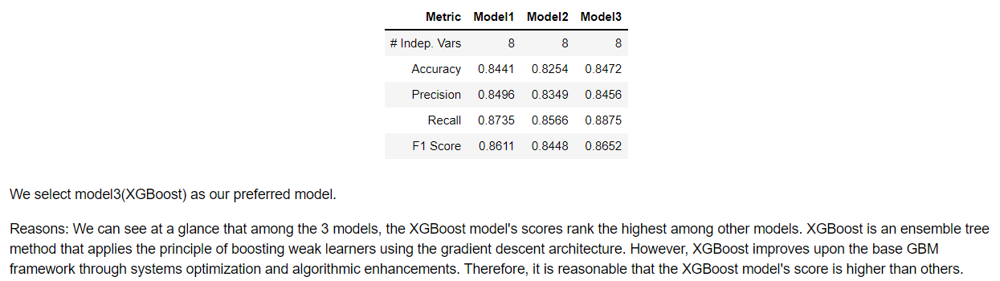 Metric Model1 Model2 Model3
# Indep. Vars 8 8 8
Accuracy 0.8441 0.8254 0.8472
Precision 0.8496 0.8349 0.8456
Recall 0.8735 0.8566 0.8875
F1 Score 0.8611 0.8448 0.8652
We select model3(XGBoost) as our preferred model.
Reasons: We can see at a glance that among the 3 models, the XGBoost model's scores rank the highest among other models. XGBoost is an ensemble tree
method that applies the principle of boosting weak learners using the gradient descent architecture. However, XGBoost improves upon the base GBM
framework through systems optimization and algorithmic enhancements. Therefore, it is reasonable that the XGBoost model's score is higher than others.